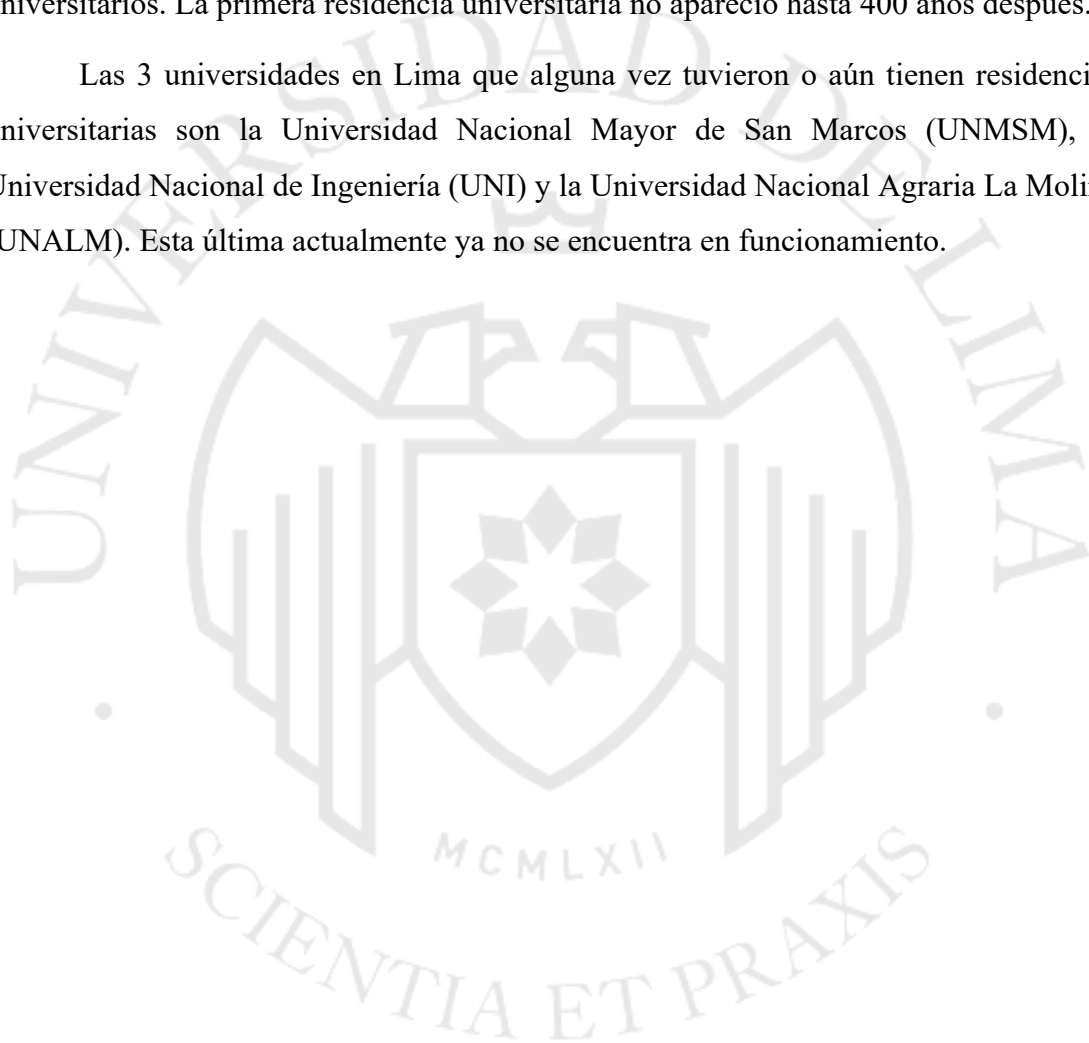 niversitarios. La primera residencia universitaria no apareció hasta 400 años después.
Las 3 universidades en Lima que alguna vez tuvieron o aún tienen residenci
niversitarias son la Universidad Nacional Mayor de San Marcos (UNMSM),
Universidad Nacional de Ingeniería (UNI) y la Universidad Nacional Agraria La Moli
UNALM). Esta última actualmente ya no se encuentra en funcionamiento.
UNIVERSIDAD DE LIMA
MCMLXII
SCIENTIA ET PRAXIS